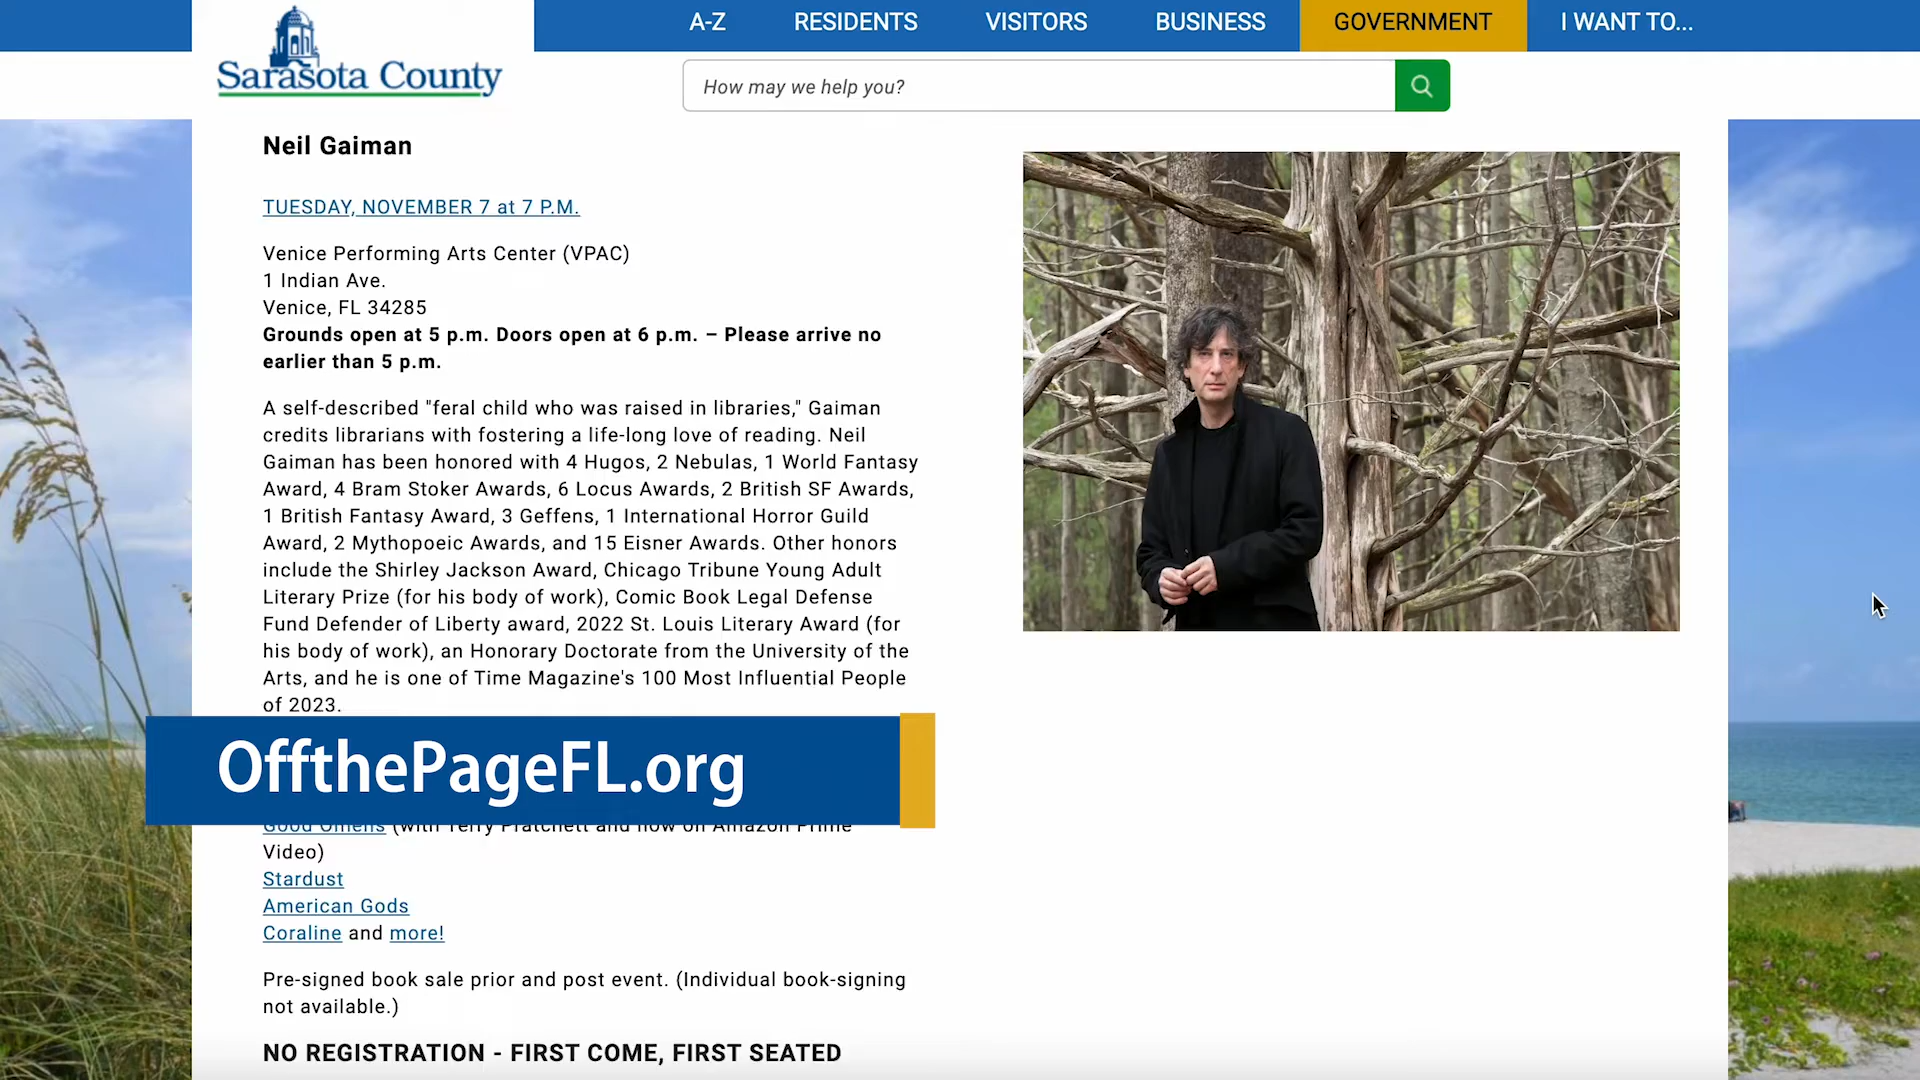 Sarasota County
A-Z RESIDENTS VISITORS BUSINESS GOVERNMENT I WANT TO...
How may we help you?
Neil Gaiman
TUESDAY, NOVEMBER 7 at 7 P.M.
Venice Performing Arts Center (VPAC)
1 Indian Ave.
Venice, FL 34285
Grounds open at 5 p.m. Doors open at 6 p.m. – Please arrive no
earlier than 5 p.m.
A self-described "feral child who was raised in libraries," Gaiman
credits librarians with fostering a life-long love of reading. Neil
Gaiman has been honored with 4 Hugos, 2 Nebulas, 1 World Fantasy
Award, 4 Bram Stoker Awards, 6 Locus Awards, 2 British SF Awards,
1 British Fantasy Award, 3 Geffens, 1 International Horror Guild
Award, 2 Mythopoeic Awards, and 15 Eisner Awards. Other honors
include the Shirley Jackson Award, Chicago Tribune Young Adult
Literary Prize (for his body of work), Comic Book Legal Defense
Fund Defender of Liberty award, 2022 St. Louis Literary Award (for
his body of work), an Honorary Doctorate from the University of the
Arts, and he is one of Time Magazine's 100 Most Influential People
of 2023.
OffthePageFL.org
Good Omens (with Terry Pratchett and now on Amazon Prime
Video)
Stardust
American Gods
Coraline and more!
Pre-signed book sale prior and post event. (Individual book-signing
not available.)
NO REGISTRATION - FIRST COME, FIRST SEATED